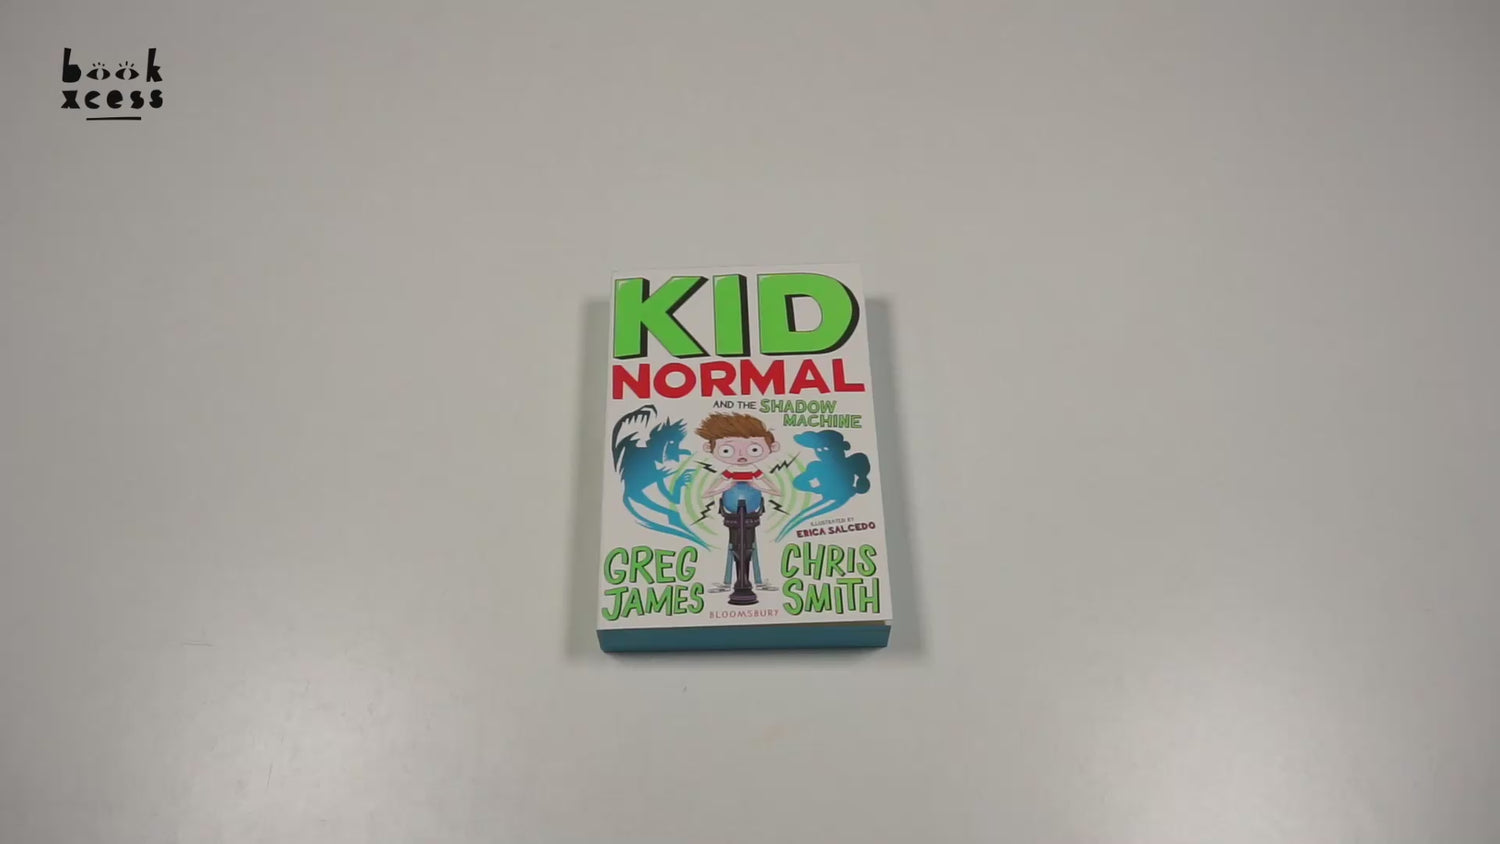 book
xcess
KID
NORMAL
AND THE SHADOW
MACHINE
ILLUSTRATED BY
ERICA SALCEDO
GREG
JAMES
CHRIS
SMITH
BLOOMSBURY